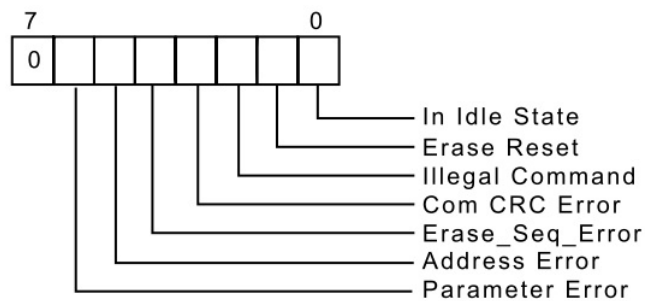 7 0
0
In Idle State
Erase Reset
Illegal Command
Com CRC Error
Erase_Seq_Error
Address Error
Parameter Error